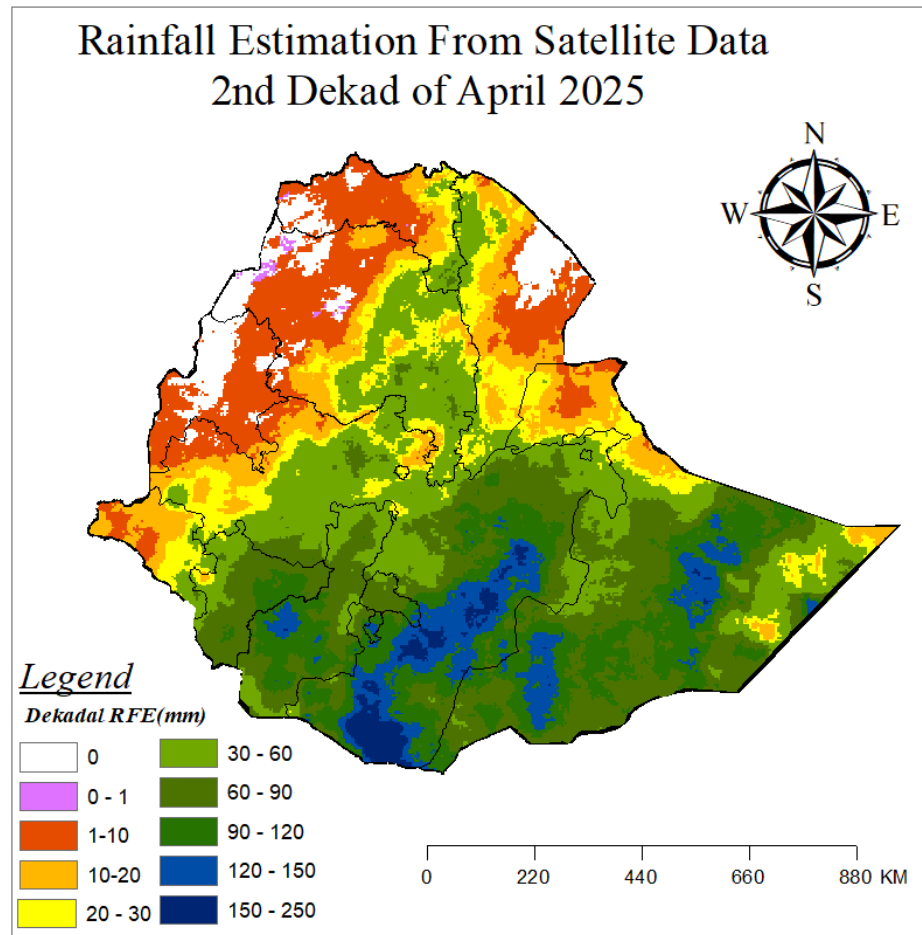 Rainfall Estimation From Satellite Data
2nd Dekad of April 2025
N
W E
S
Legend
Dekadal RFE(mm)
0
0 - 1
1-10
10-20
20 - 30
30 - 60
60 - 90
90 - 120
120 - 150
150 - 250
0 220 440 660 880 KM